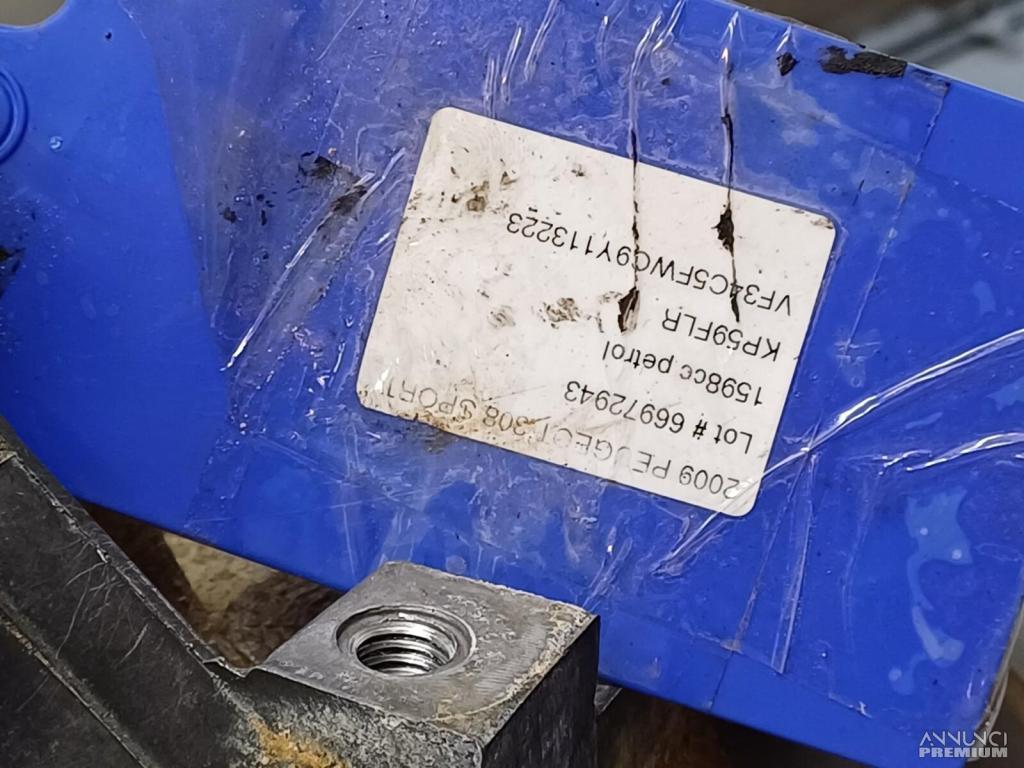 2009 PEUGEOT 308 SPORT
Lot # 66972943
1598cc petrol
KP59FLR
VF34C5FWC9Y113223
ANNUNCI
PREMIUM